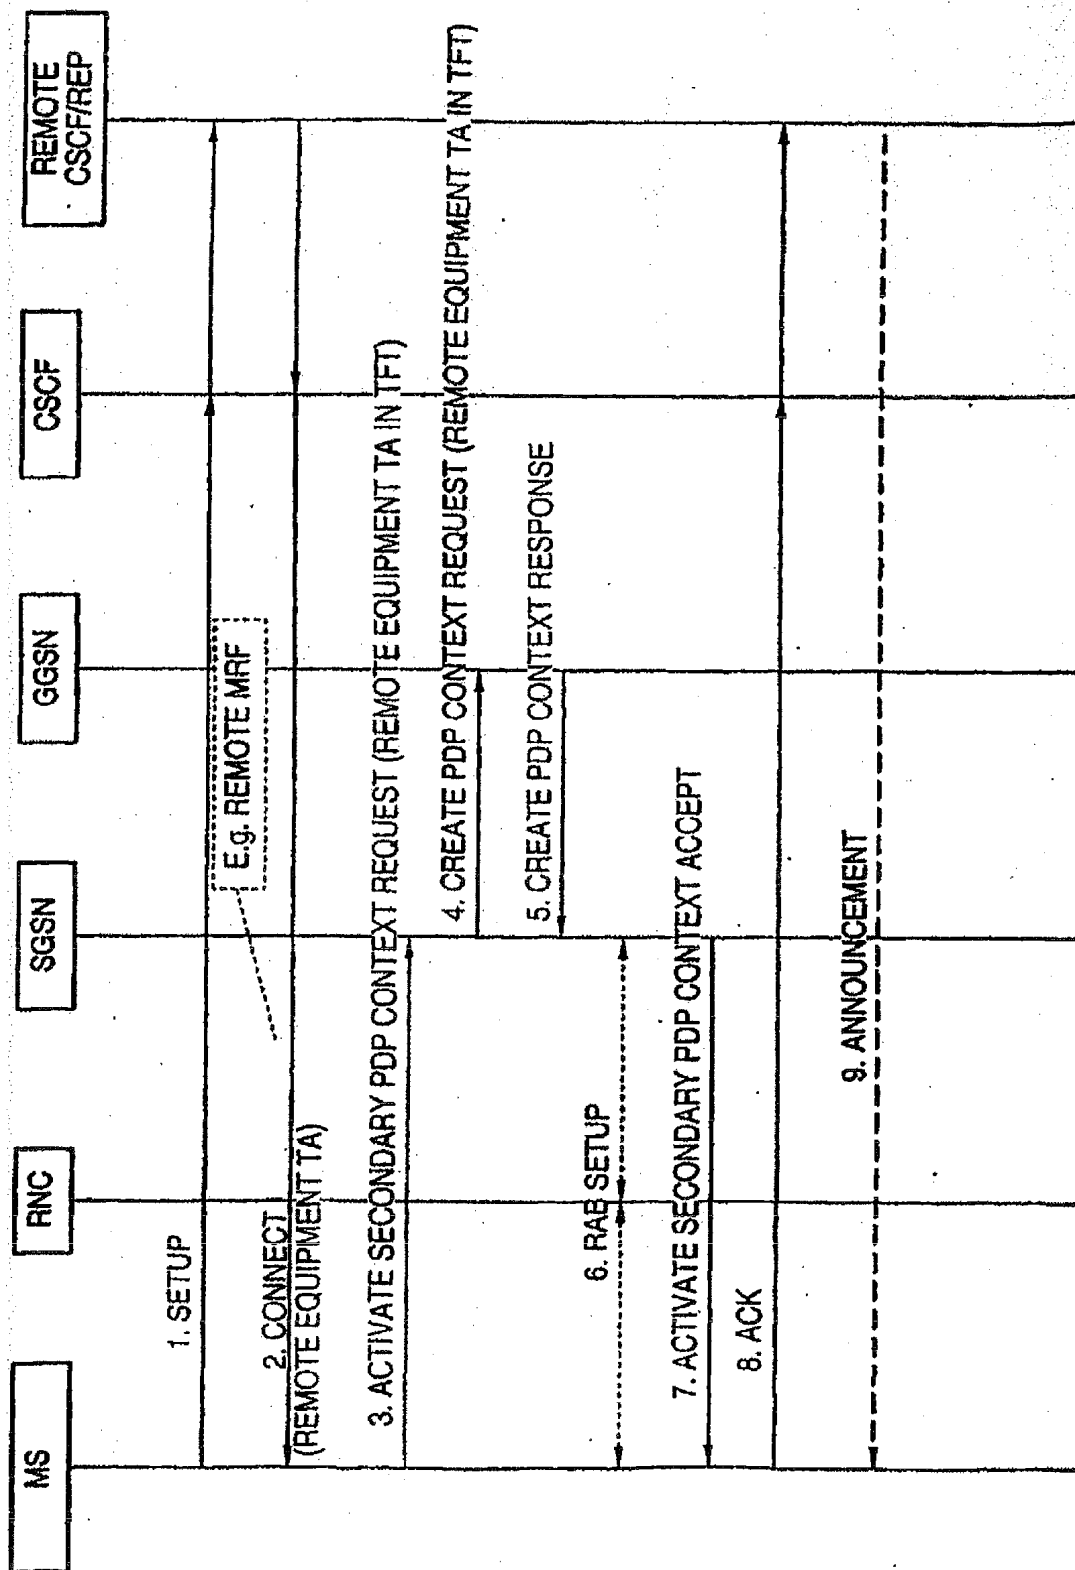 MS
RNC
SGSN
GGSN
CSCF
REMOTE
CSCF/REP
1. SETUP
E.g. REMOTE MRF
2. CONNECT
(REMOTE EQUIPMENT TA)
3. ACTIVATE SECONDARY PDP CONTEXT REQUEST (REMOTE EQUIPMENT TA IN TFT)
4. CREATE PDP CONTEXT REQUEST (REMOTE EQUIPMENT TA IN TFT)
5. CREATE PDP CONTEXT RESPONSE
6. RAB SETUP
7. ACTIVATE SECONDARY PDP CONTEXT ACCEPT
8. ACK
9. ANNOUNCEMENT